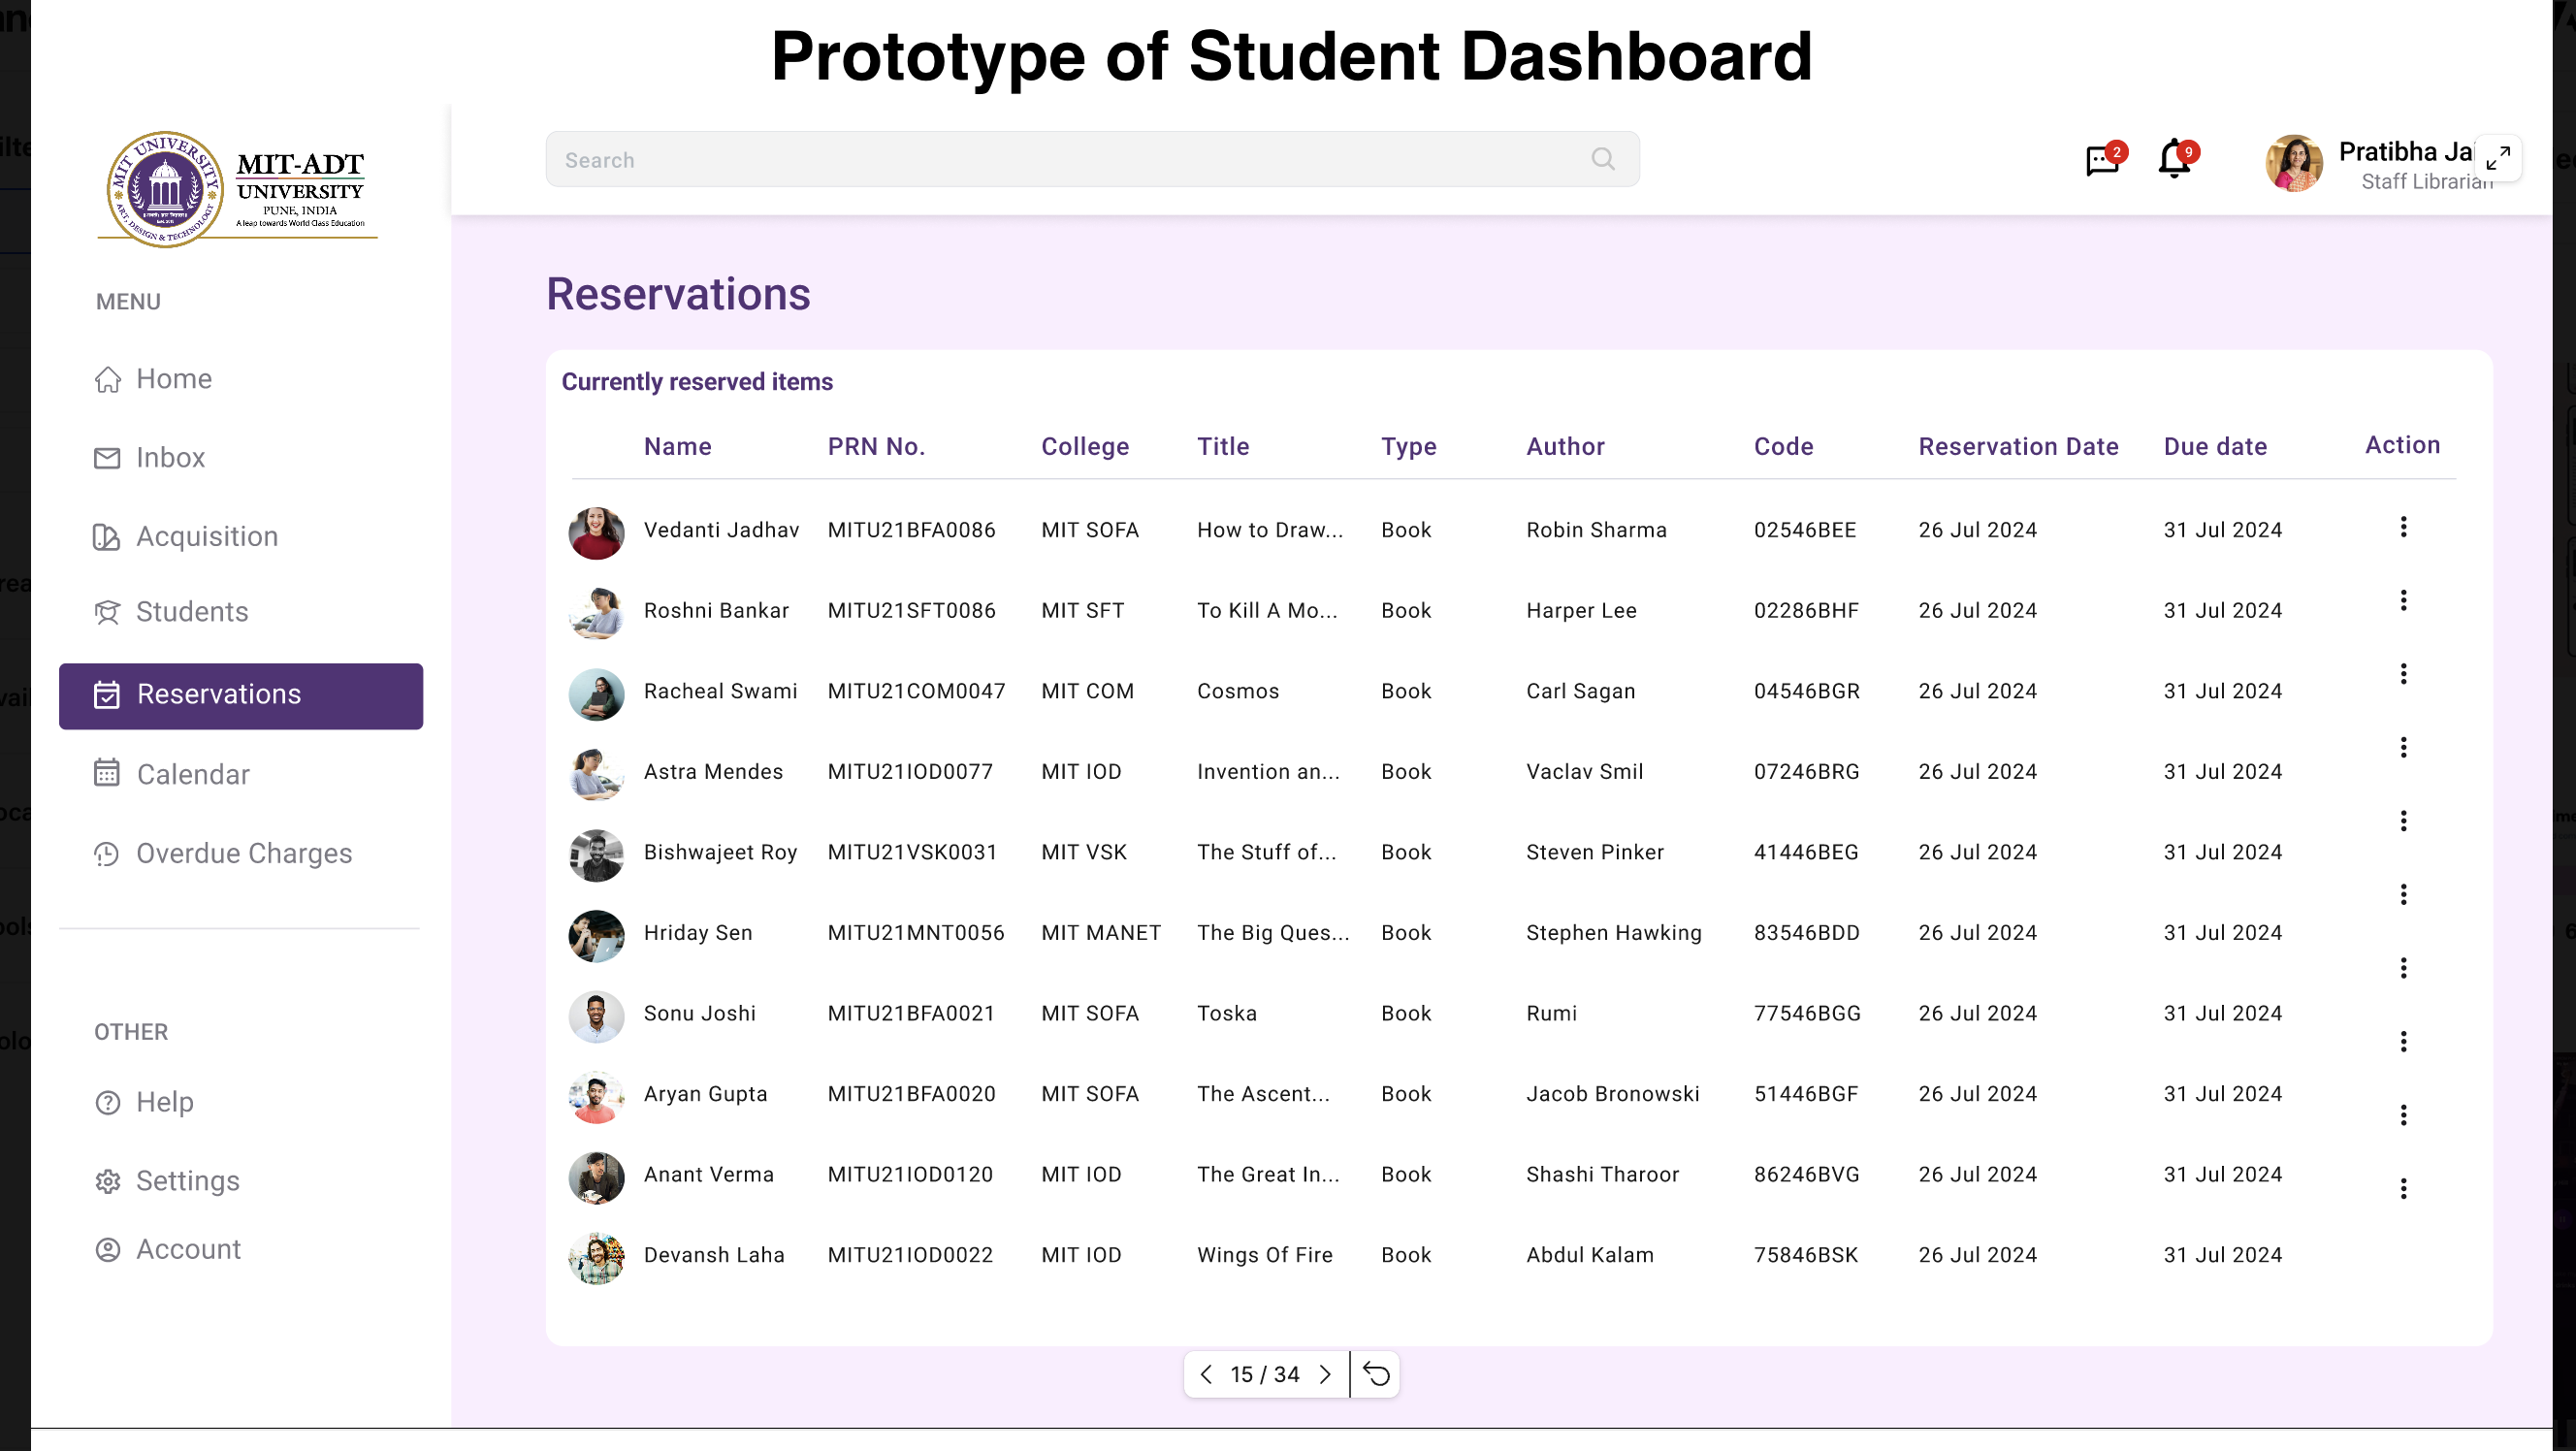 Prototype of Student Dashboard
MIT UNIVERSITY
ART, DESIGN & TECHNOLOGY
MIT-ADT
UNIVERSITY
PUNE, INDIA
A leap towards World Class Education
Search
2
9
Pratibha Jai
Staff Librarian
MENU
Home
Inbox
Acquisition
Students
Reservations
Calendar
Overdue Charges
OTHER
Help
Settings
Account
Reservations
Currently reserved items
Name PRN No. College Title Type Author Code Reservation Date Due date Action
Vedanti Jadhav MITU21BFA0086 MIT SOFA How to Draw... Book Robin Sharma 02546BEE 26 Jul 2024 31 Jul 2024
Roshni Bankar MITU21SFT0086 MIT SFT To Kill A Mo... Book Harper Lee 02286BHF 26 Jul 2024 31 Jul 2024
Racheal Swami MITU21COM0047 MIT COM Cosmos Book Carl Sagan 04546BGR 26 Jul 2024 31 Jul 2024
Astra Mendes MITU21IOD0077 MIT IOD Invention an... Book Vaclav Smil 07246BRG 26 Jul 2024 31 Jul 2024
Bishwajeet Roy MITU21VSK0031 MIT VSK The Stuff of... Book Steven Pinker 41446BEG 26 Jul 2024 31 Jul 2024
Hriday Sen MITU21MNT0056 MIT MANET The Big Ques... Book Stephen Hawking 83546BDD 26 Jul 2024 31 Jul 2024
Sonu Joshi MITU21BFA0021 MIT SOFA Toska Book Rumi 77546BGG 26 Jul 2024 31 Jul 2024
Aryan Gupta MITU21BFA0020 MIT SOFA The Ascent... Book Jacob Bronowski 51446BGF 26 Jul 2024 31 Jul 2024
Anant Verma MITU21IOD0120 MIT IOD The Great In... Book Shashi Tharoor 86246BVG 26 Jul 2024 31 Jul 2024
Devansh Laha MITU21IOD0022 MIT IOD Wings Of Fire Book Abdul Kalam 75846BSK 26 Jul 2024 31 Jul 2024
15 / 34